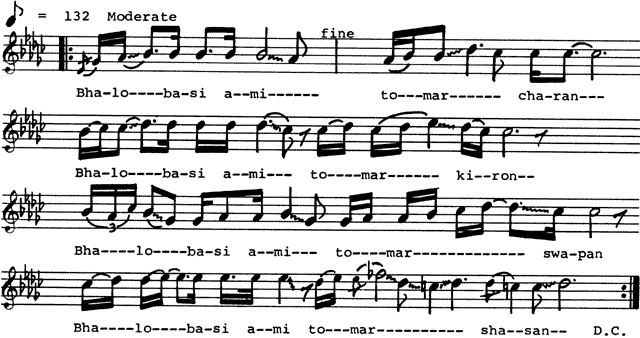 ♪ = 132 Moderate
fine
Bha-lo----ba-si a--mi------ to---mar------- cha-ran---
Bha-lo----ba-si a-mi--- to----mar------ ki--ron--
3
Bha---lo---ba-si a-mi--- to---mar-------------- swa-pan
Bha----lo----ba-si a--mi to---mar----------- sha--san-- D.C.